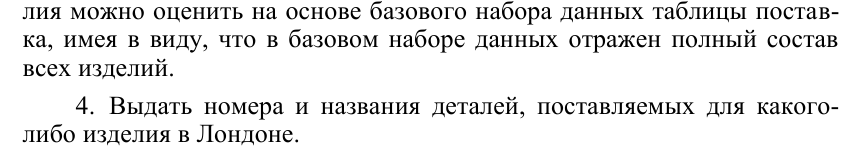 лия можно оценить на основе базового набора данных таблицы постав-
ка, имея в виду, что в базовом наборе данных отражен полный состав
всех изделий.
4. Выдать номера и названия деталей, поставляемых для какого-
либо изделия в Лондоне.